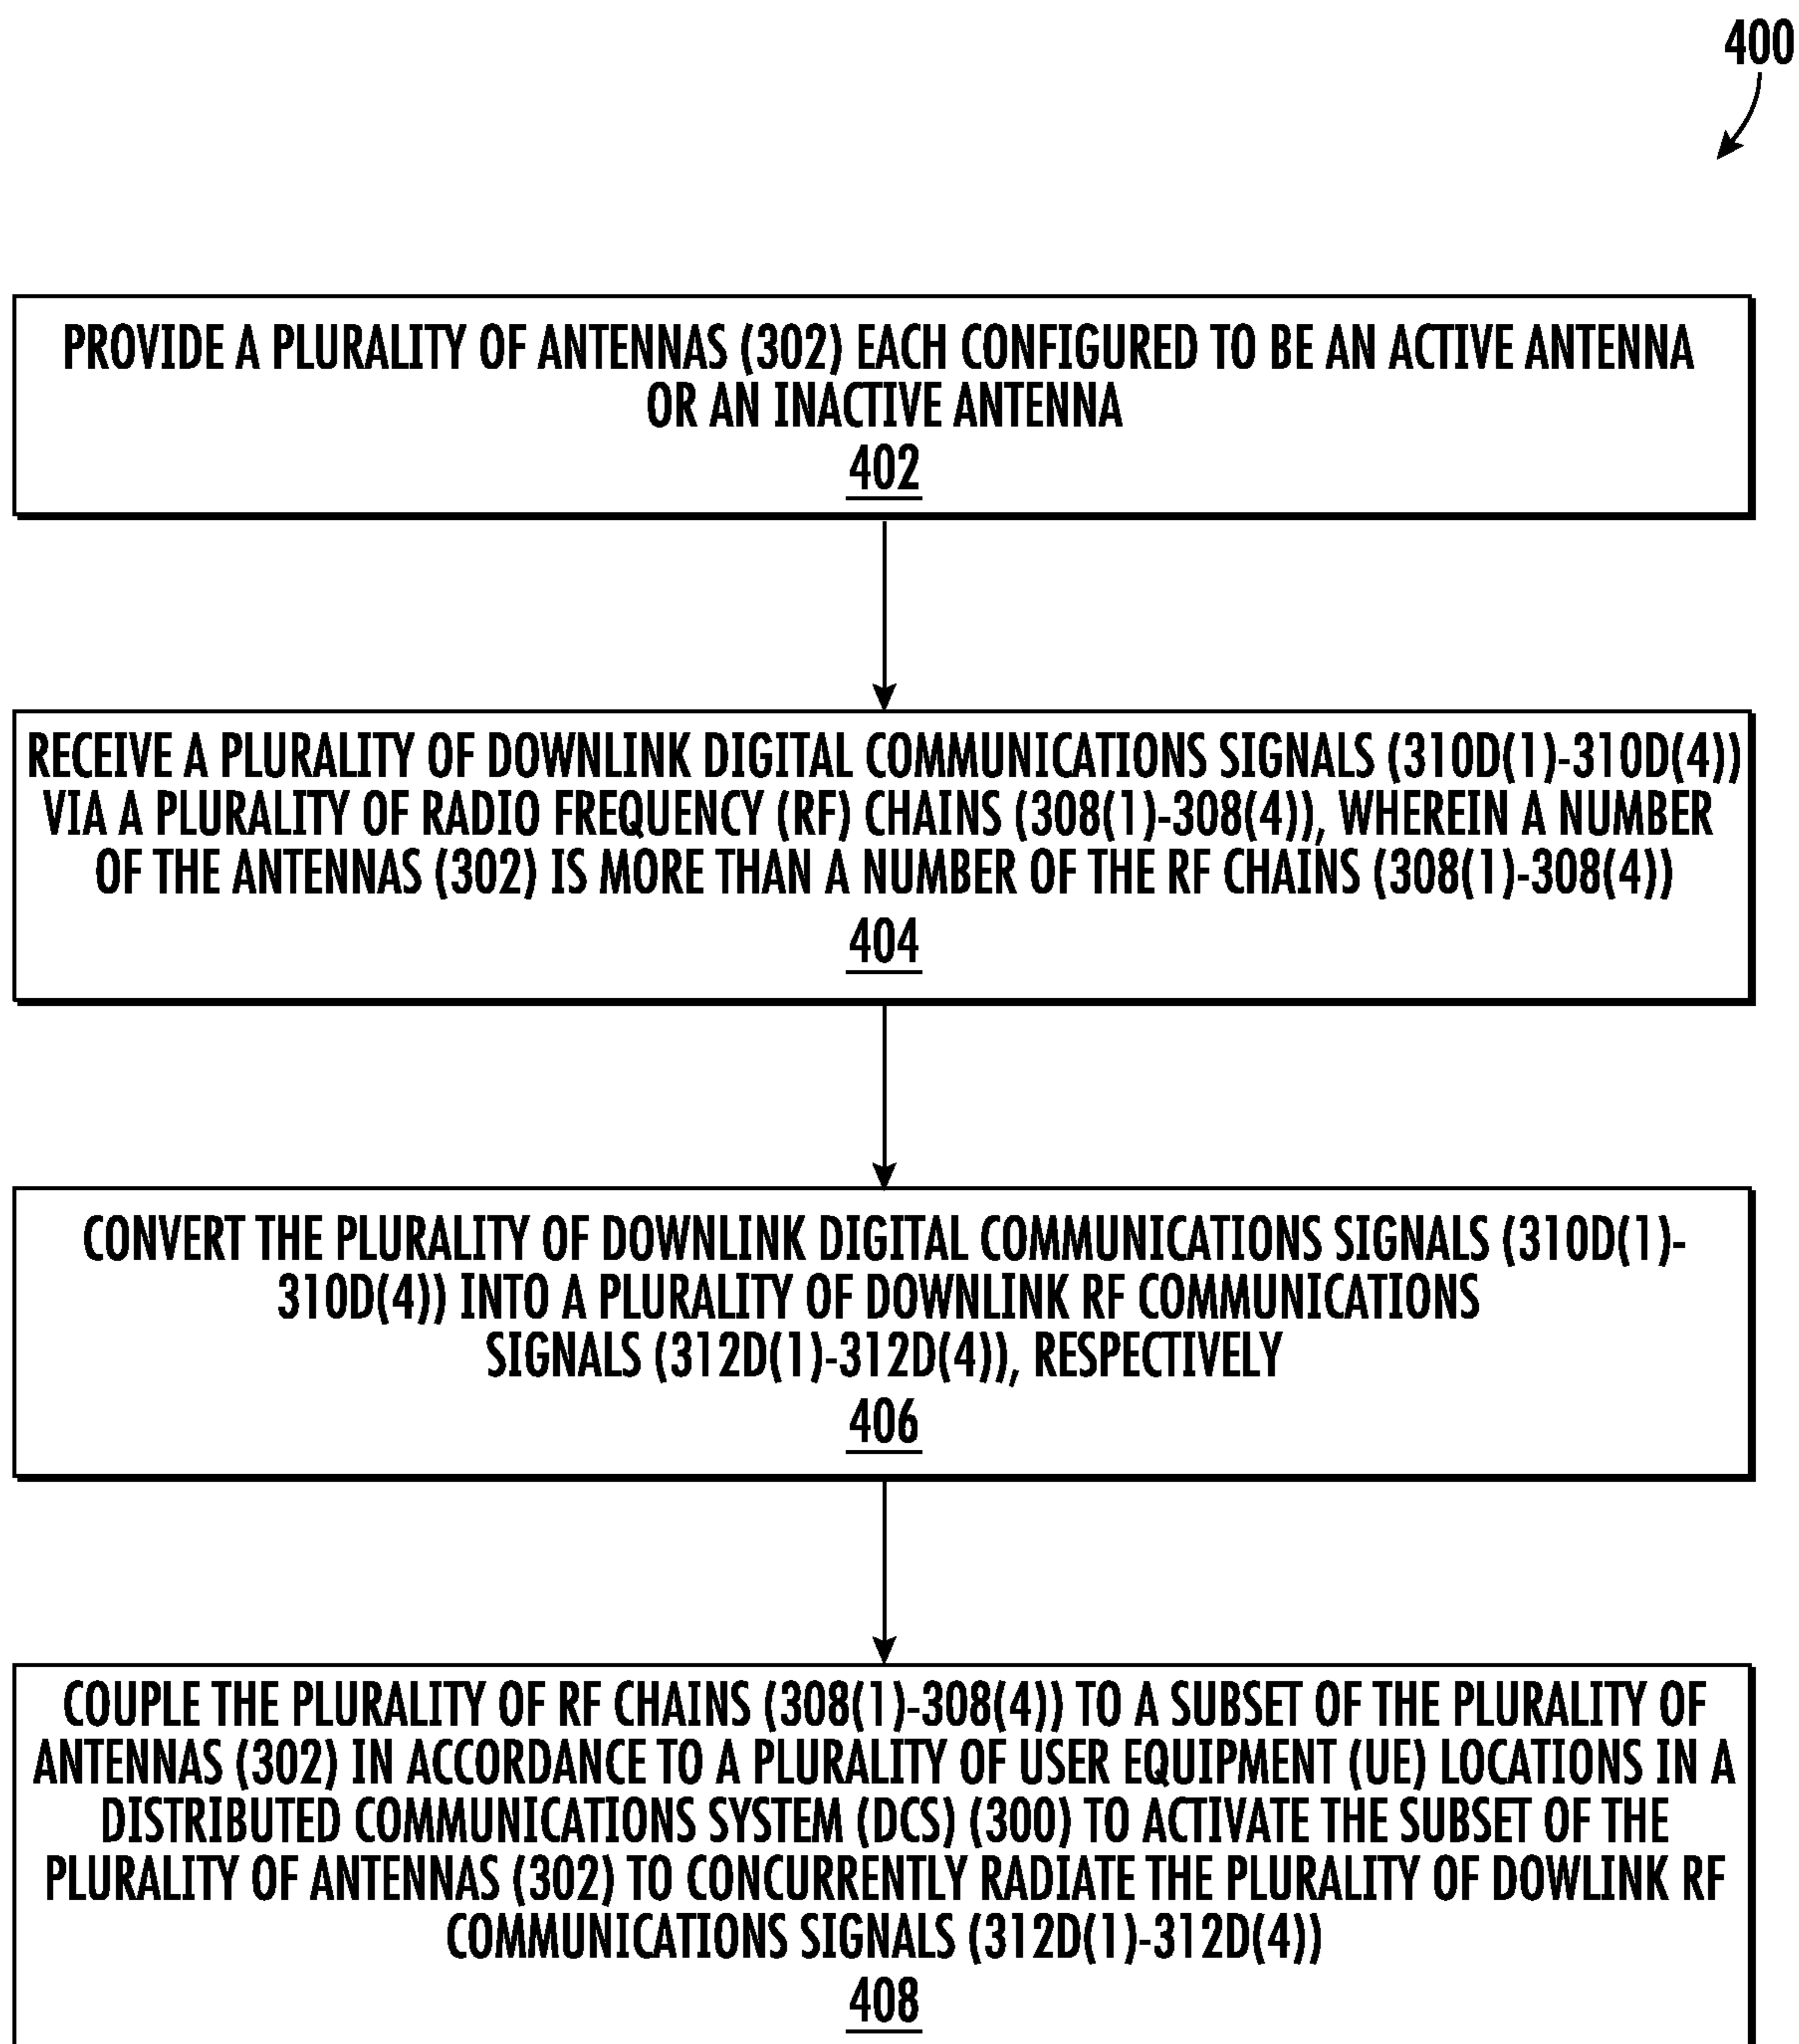 400
PROVIDE A PLURALITY OF ANTENNAS (302) EACH CONFIGURED TO BE AN ACTIVE ANTENNA
OR AN INACTIVE ANTENNA
402
RECEIVE A PLURALITY OF DOWNLINK DIGITAL COMMUNICATIONS SIGNALS (310D(1)-310D(4))
VIA A PLURALITY OF RADIO FREQUENCY (RF) CHAINS (308(1)-308(4)), WHEREIN A NUMBER
OF THE ANTENNAS (302) IS MORE THAN A NUMBER OF THE RF CHAINS (308(1)-308(4))
404
CONVERT THE PLURALITY OF DOWNLINK DIGITAL COMMUNICATIONS SIGNALS (310D(1)-
310D(4)) INTO A PLURALITY OF DOWNLINK RF COMMUNICATIONS
SIGNALS (312D(1)-312D(4)), RESPECTIVELY
406
COUPLE THE PLURALITY OF RF CHAINS (308(1)-308(4)) TO A SUBSET OF THE PLURALITY OF
ANTENNAS (302) IN ACCORDANCE TO A PLURALITY OF USER EQUIPMENT (UE) LOCATIONS IN A
DISTRIBUTED COMMUNICATIONS SYSTEM (DCS) (300) TO ACTIVATE THE SUBSET OF THE
PLURALITY OF ANTENNAS (302) TO CONCURRENTLY RADIATE THE PLURALITY OF DOWLINK RF
COMMUNICATIONS SIGNALS (312D(1)-312D(4))
408